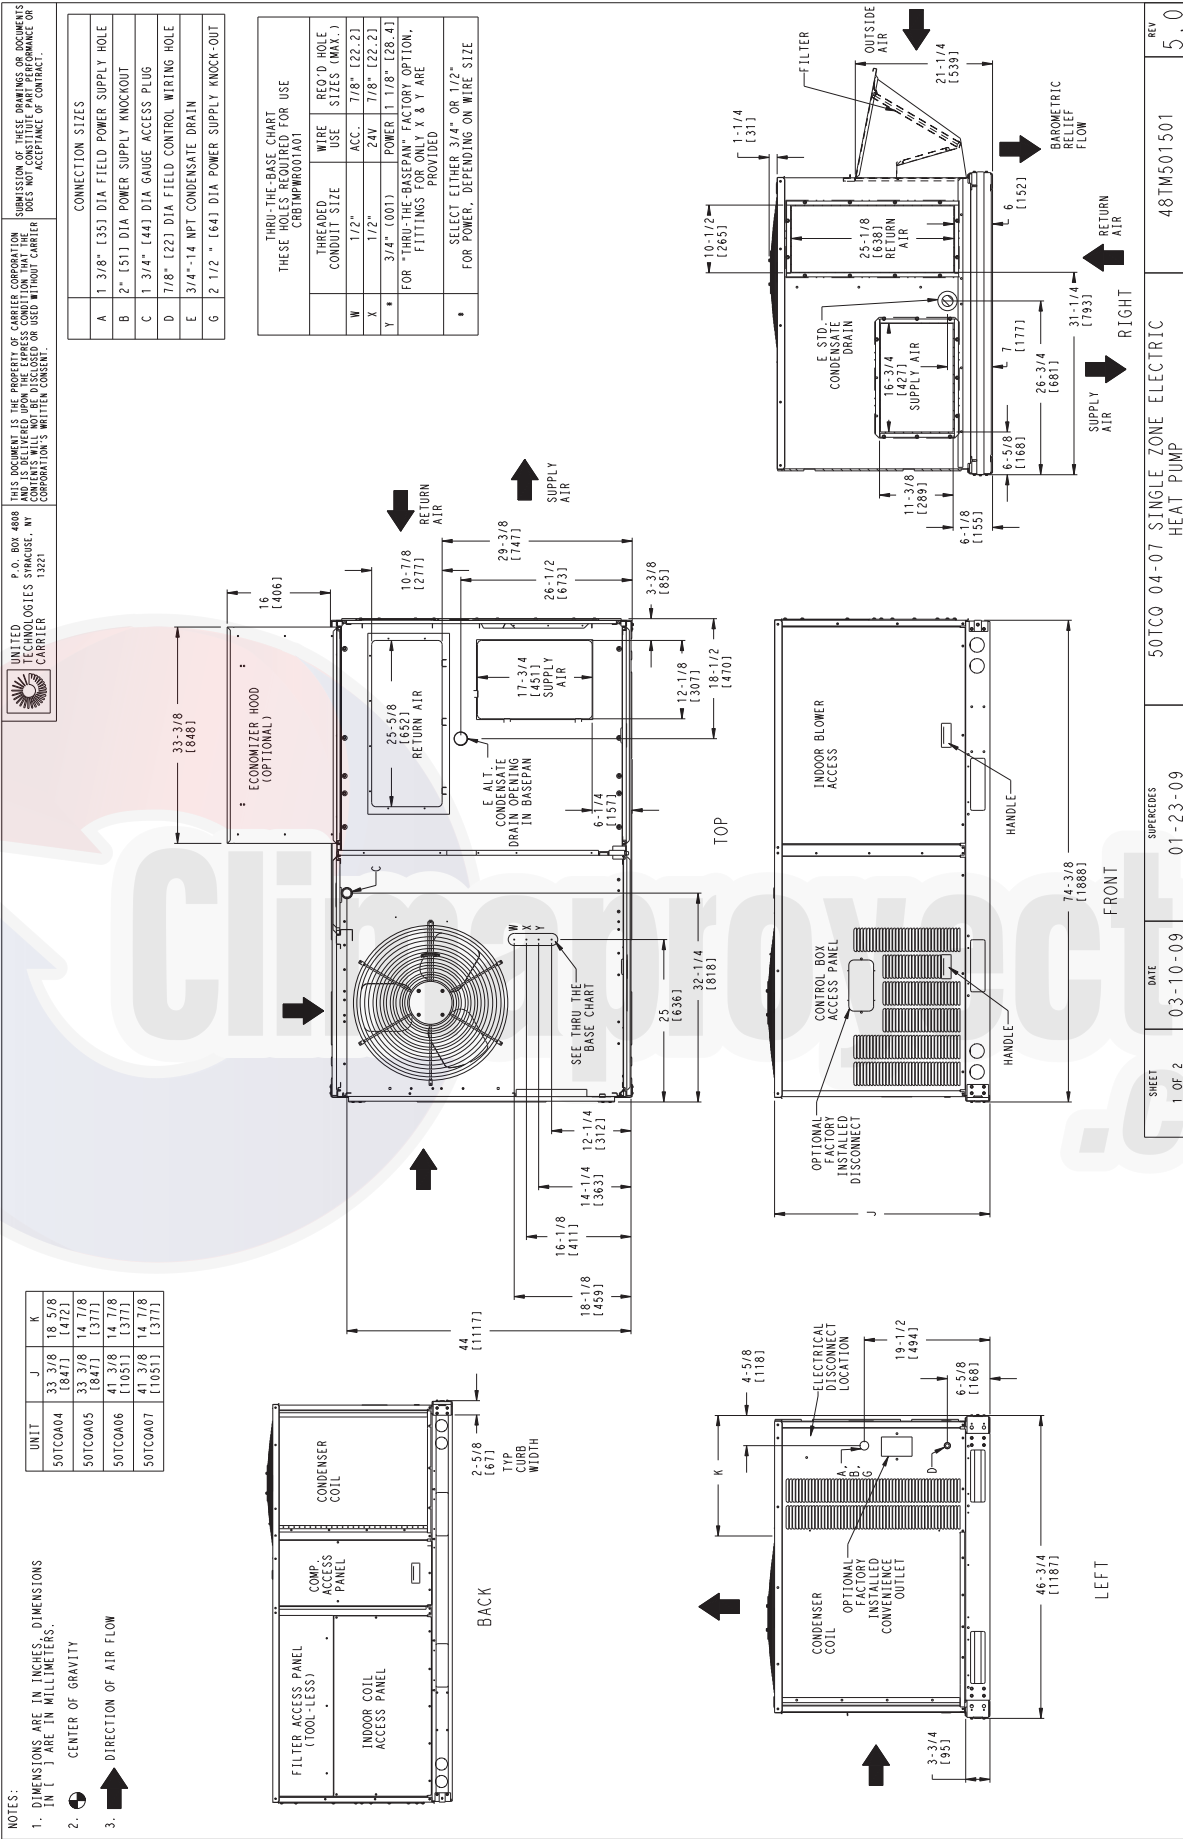 NOTES:
1. DIMENSIONS ARE IN INCHES, DIMENSIONS
IN [ ] ARE IN MILLIMETERS.
2. CENTER OF GRAVITY
3. DIRECTION OF AIR FLOW
UNIT J K
50TCQA04 33 3/8 [847] 18 5/8 [472]
50TCQA05 33 3/8 [847] 14 7/8 [377]
50TCQA06 41 3/8 [1051] 14 7/8 [377]
50TCQA07 41 3/8 [1051] 14 7/8 [377]
UNITED
TECHNOLOGIES
CARRIER
P.O. BOX 4808
SYRACUSE, NY
13221
THIS DOCUMENT IS THE PROPERTY OF CARRIER CORPORATION
AND IS DELIVERED UPON THE EXPRESS CONDITION THAT THE
CONTENTS WILL NOT BE DISCLOSED OR USED WITHOUT CARRIER
CORPORATION'S WRITTEN CONSENT.
SUBMISSION OF THESE DRAWINGS OR DOCUMENTS
DOES NOT CONSTITUTE PART PERFORMANCE OR
ACCEPTANCE OF CONTRACT.
CONNECTION SIZES
A 1 3/8" [35] DIA FIELD POWER SUPPLY HOLE
B 2" [51] DIA POWER SUPPLY KNOCKOUT
C 1 3/4" [44] DIA GAUGE ACCESS PLUG
D 7/8" [22] DIA FIELD CONTROL WIRING HOLE
E 3/4"-14 NPT CONDENSATE DRAIN
G 2 1/2 " [64] DIA POWER SUPPLY KNOCK-OUT
THRU-THE-BASE CHART
THESE HOLES REQUIRED FOR USE
CRBTMPWR001A01
THREADED CONDUIT SIZE WIRE USE REQ'D HOLE SIZES (MAX.)
W 1/2" ACC. 7/8" [22.2]
X 1/2" 24V 7/8" [22.2]
Y * 3/4" (001) POWER 1 1/8" [28.4]
FOR "THRU-THE-BASEPAN" FACTORY OPTION,
FITTINGS FOR ONLY X & Y ARE
PROVIDED
* SELECT EITHER 3/4" OR 1/2"
FOR POWER, DEPENDING ON WIRE SIZE
FILTER ACCESS PANEL
(TOOL-LESS)
INDOOR COIL
ACCESS PANEL
COMP.
ACCESS
PANEL
CONDENSER
COIL
2-5/8
[67]
TYP
CURB
WIDTH
BACK
33-3/8
[848]
ECONOMIZER HOOD
(OPTIONAL)
16
[406]
44
[1117]
18-1/8
[459]
16-1/8
[411]
14-1/4
[363]
12-1/4
[312]
W
X
Y
SEE THRU THE
BASE CHART
25
[636]
32-1/4
[818]
C
25-5/8
[652]
RETURN AIR
17-3/4
[451]
SUPPLY
AIR
E ALT.
CONDENSATE
DRAIN OPENING
IN BASEPAN
6-1/4
[157]
10-7/8
[277]
RETURN
AIR
SUPPLY
AIR
29-3/8
[747]
26-1/2
[673]
3-3/8
[85]
12-1/8
[307]
18-1/2
[470]
TOP
CONDENSER
COIL
OPTIONAL
FACTORY
INSTALLED
CONVENIENCE
OUTLET
K
A,
B,
G
D
ELECTRICAL
DISCONNECT
LOCATION
4-5/8
[118]
19-1/2
[494]
6-5/8
[168]
3-3/4
[95]
46-3/4
[1187]
LEFT
J
OPTIONAL
FACTORY
INSTALLED
DISCONNECT
CONTROL BOX
ACCESS PANEL
HANDLE
INDOOR BLOWER
ACCESS
HANDLE
74-3/8
[1888]
FRONT
E STD.
CONDENSATE
DRAIN
16-3/4
[427]
SUPPLY AIR
25-1/8
[638]
RETURN
AIR
10-1/2
[265]
1-1/4
[31]
FILTER
OUTSIDE
AIR
21-1/4
[539]
BAROMETRIC
RELIEF
FLOW
6
[152]
7
[177]
11-3/8
[289]
6-1/8
[155]
6-5/8
[168]
26-3/4
[681]
31-1/4
[793]
SUPPLY
AIR
RETURN
AIR
RIGHT
SHEET
1 OF 2
DATE
03-10-09
SUPERCEDES
01-23-09
50TCQ 04-07 SINGLE ZONE ELECTRIC
HEAT PUMP
48TM501501
REV
5.0
Climaproyect
.c